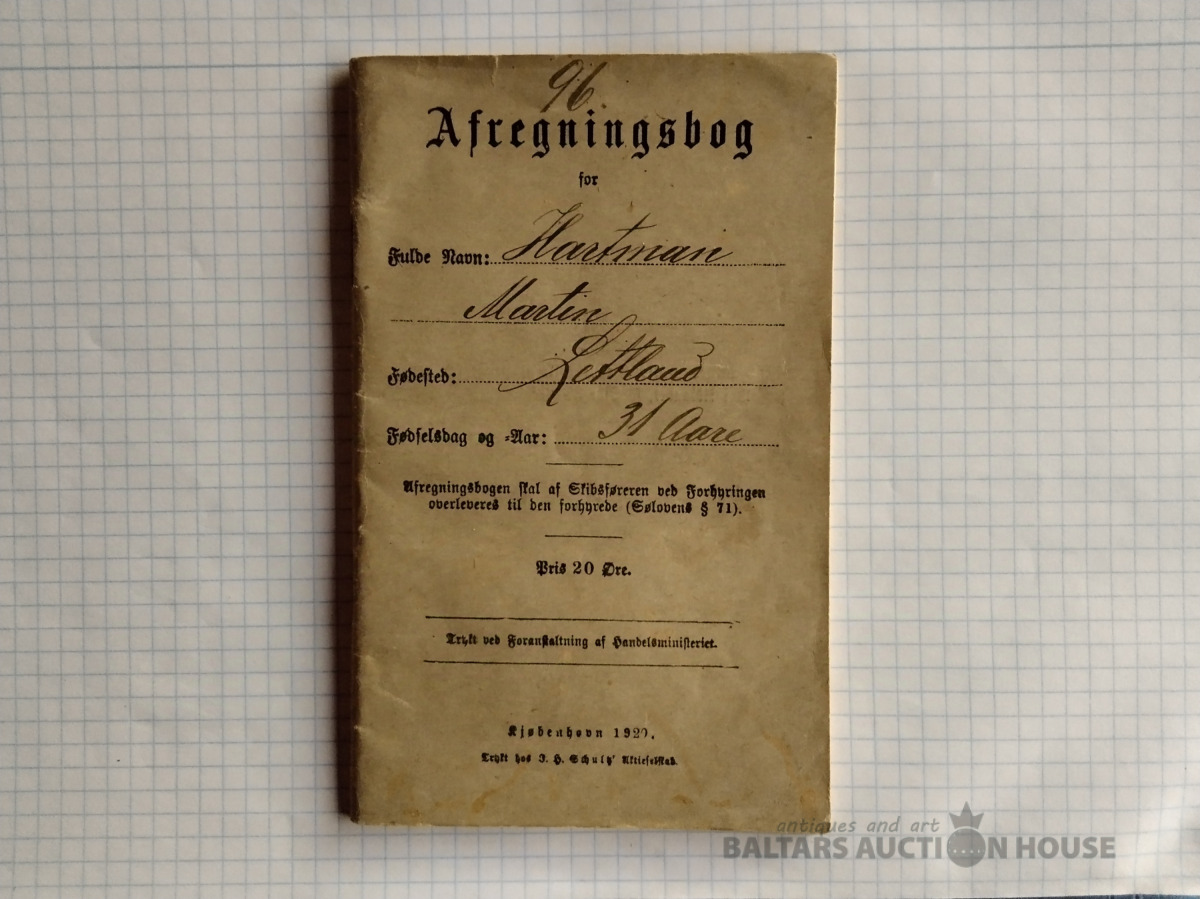 96.
Afregningsbog
for
Fulde Navn: Hartman
Martin
Fødested: Lettland
Fødselsdag og =Aar: 31 Aare
Afregningsbogen skal af Skibsføreren ved Forhyringen
overleveres til den forhyrede (Sølovens § 71).
Pris 20 Øre.
Trykt ved Foranstaltning af Handelsministeriet.
Kjøbenhavn 1920.
Trykt hos J. H. Schultz' Aktieselskab.
antiques and art
BALTARS AUCTION HOUSE